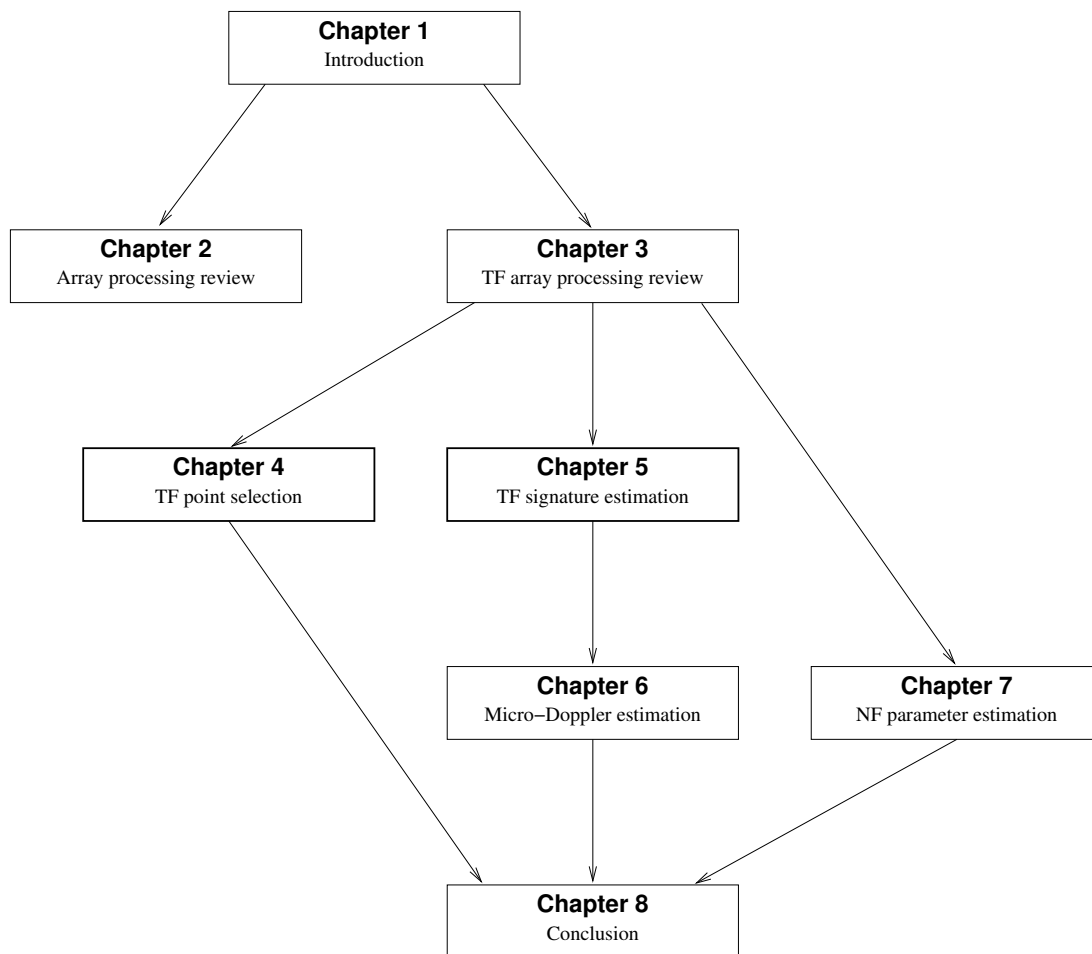 Chapter 1
Introduction
Chapter 2
Array processing review
Chapter 3
TF array processing review
Chapter 4
TF point selection
Chapter 5
TF signature estimation
Chapter 6
Micro−Doppler estimation
Chapter 7
NF parameter estimation
Chapter 8
Conclusion